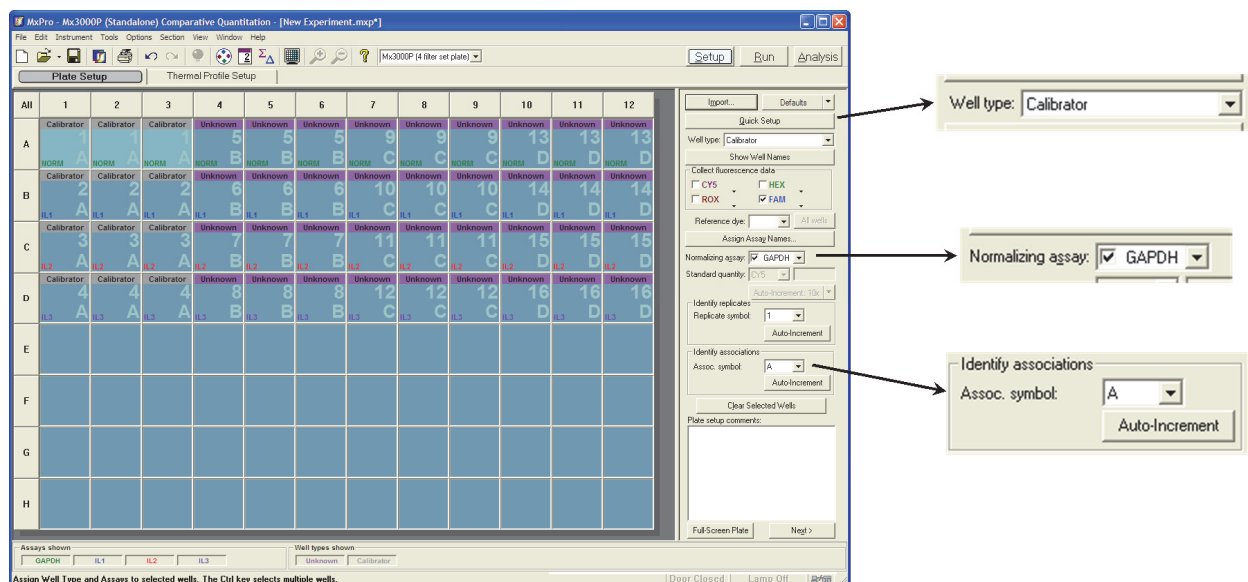 MxPro - Mx3000P (Standalone) Comparative Quantitation - [New Experiment.mxp*]
File Edit Instrument Tools Options Section View Window Help
Mx3000P (4 filter set plate)
Setup Run Analysis
Plate Setup Thermal Profile Setup
All 1 2 3 4 5 6 7 8 9 10 11 12
Calibrator Calibrator Calibrator Unknown Unknown Unknown Unknown Unknown Unknown Unknown Unknown Unknown
1 1 1 5 5 5 9 9 9 13 13 13
A
NORM A NORM A NORM A NORM B NORM B NORM B NORM C NORM C NORM C NORM D NORM D NORM D
Calibrator Calibrator Calibrator Unknown Unknown Unknown Unknown Unknown Unknown Unknown Unknown Unknown
2 2 2 6 6 6 10 10 10 14 14 14
B
IL1 A IL1 A IL1 A IL1 B IL1 B IL1 B IL1 C IL1 C IL1 C IL1 D IL1 D IL1 D
Calibrator Calibrator Calibrator Unknown Unknown Unknown Unknown Unknown Unknown Unknown Unknown Unknown
3 3 3 7 7 7 11 11 11 15 15 15
C
IL2 A IL2 A IL2 A IL2 B IL2 B IL2 B IL2 C IL2 C IL2 C IL2 D IL2 D IL2 D
Calibrator Calibrator Calibrator Unknown Unknown Unknown Unknown Unknown Unknown Unknown Unknown Unknown
4 4 4 8 8 8 12 12 12 16 16 16
D
IL3 A IL3 A IL3 A IL3 B IL3 B IL3 B IL3 C IL3 C IL3 C IL3 D IL3 D IL3 D
E
F
G
H
Import... Defaults
Quick Setup
Well type: Calibrator
Show Well Names
Collect fluorescence data
CY5 HEX
ROX FAM
Reference dye: All wells
Assign Assay Names...
Normalizing assay: GAPDH
Standard quantity: CY5
Auto-Increment: 10x
Identify replicates
Replicate symbol: 1
Auto-Increment
Identify associations
Assoc. symbol: A
Auto-Increment
Clear Selected Wells
Plate setup comments:
Full-Screen Plate Next >
Assays shown
GAPDH IL1 IL2 IL3
Well types shown
Unknown Calibrator
Assign Well Type and Assays to selected wells. The Ctrl key selects multiple wells.
Door Closed Lamp Off
Well type: Calibrator
Normalizing assay: GAPDH
Identify associations
Assoc. symbol: A
Auto-Increment